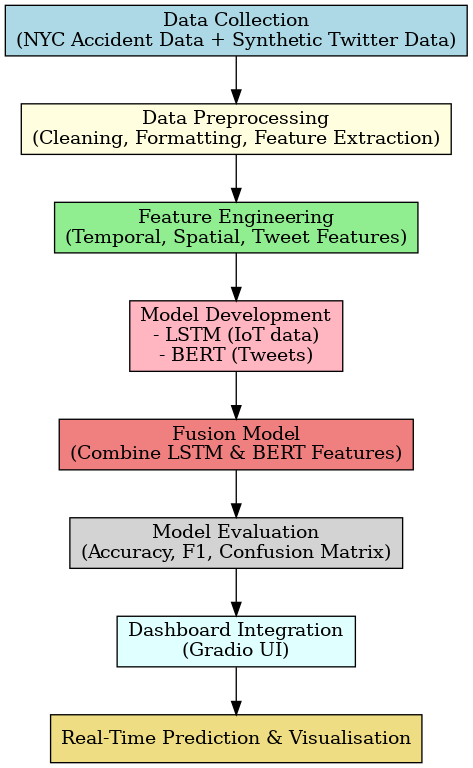 Data Collection
(NYC Accident Data + Synthetic Twitter Data)
Data Preprocessing
(Cleaning, Formatting, Feature Extraction)
Feature Engineering
(Temporal, Spatial, Tweet Features)
Model Development
- LSTM (IoT data)
- BERT (Tweets)
Fusion Model
(Combine LSTM & BERT Features)
Model Evaluation
(Accuracy, F1, Confusion Matrix)
Dashboard Integration
(Gradio UI)
Real-Time Prediction & Visualisation